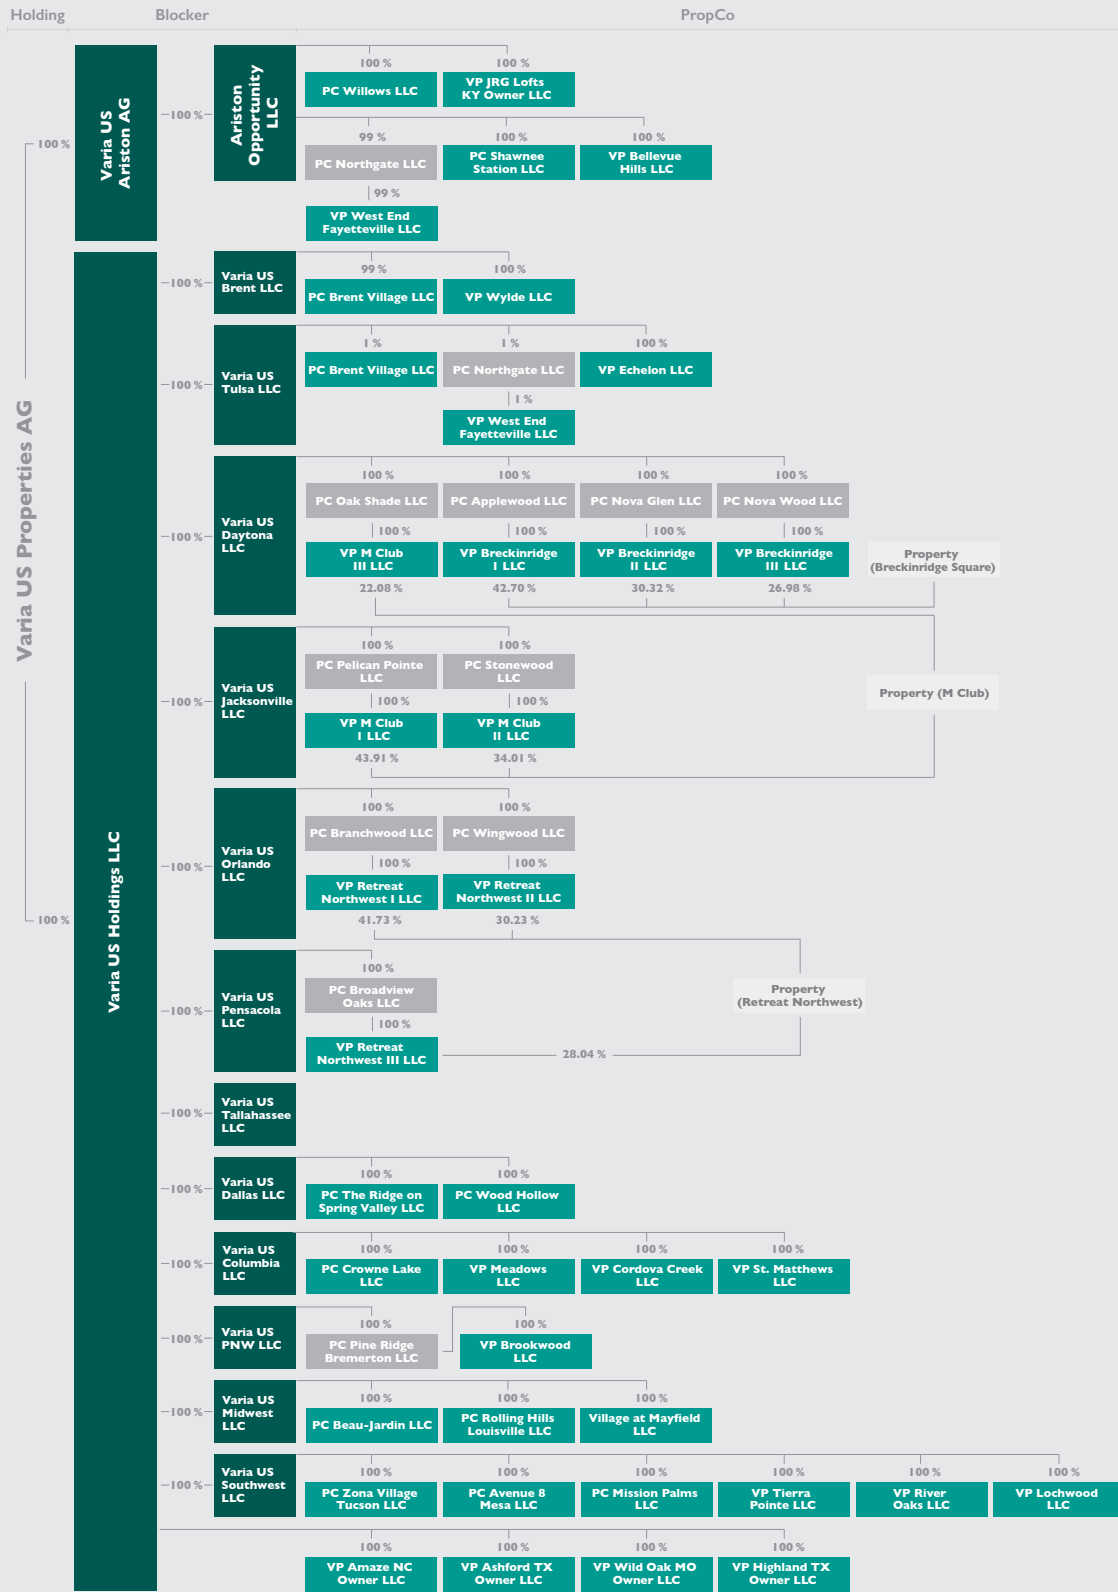 Holding
Blocker
PropCo
Varia US Properties AG
100 %
100 %
Varia US
Ariston AG
100 %
Ariston
Opportunity
LLC
100 %
100 %
PC Willows LLC
VP JRG Lofts
KY Owner LLC
99 %
100 %
100 %
PC Northgate LLC
PC Shawnee
Station LLC
VP Bellevue
Hills LLC
99 %
VP West End
Fayetteville LLC
Varia US Holdings LLC
100 %
Varia US
Brent LLC
99 %
100 %
PC Brent Village LLC
VP Wylde LLC
100 %
Varia US
Tulsa LLC
1 %
1 %
100 %
PC Brent Village LLC
PC Northgate LLC
VP Echelon LLC
1 %
VP West End
Fayetteville LLC
100 %
Varia US
Daytona
LLC
100 %
100 %
100 %
100 %
PC Oak Shade LLC
PC Applewood LLC
PC Nova Glen LLC
PC Nova Wood LLC
100 %
100 %
100 %
100 %
VP M Club
III LLC
VP Breckinridge
I LLC
VP Breckinridge
II LLC
VP Breckinridge
III LLC
Property
(Breckinridge Square)
22.08 %
42.70 %
30.32 %
26.98 %
100 %
Varia US
Jacksonville
LLC
100 %
100 %
PC Pelican Pointe
LLC
PC Stonewood
LLC
100 %
100 %
Property (M Club)
VP M Club
I LLC
VP M Club
II LLC
43.91 %
34.01 %
100 %
Varia US
Orlando
LLC
100 %
100 %
PC Branchwood LLC
PC Wingwood LLC
100 %
100 %
VP Retreat
Northwest I LLC
VP Retreat
Northwest II LLC
41.73 %
30.23 %
100 %
Varia US
Pensacola
LLC
100 %
PC Broadview
Oaks LLC
Property
(Retreat Northwest)
100 %
VP Retreat
Northwest III LLC
28.04 %
100 %
Varia US
Tallahassee
LLC
100 %
Varia US
Dallas LLC
100 %
100 %
PC The Ridge on
Spring Valley LLC
PC Wood Hollow
LLC
100 %
Varia US
Columbia
LLC
100 %
100 %
100 %
100 %
PC Crowne Lake
LLC
VP Meadows
LLC
VP Cordova Creek
LLC
VP St. Matthews
LLC
100 %
Varia US
PNW LLC
100 %
100 %
PC Pine Ridge
Bremerton LLC
VP Brookwood
LLC
100 %
Varia US
Midwest
LLC
100 %
100 %
100 %
PC Beau-Jardin LLC
PC Rolling Hills
Louisville LLC
Village at Mayfield
LLC
100 %
Varia US
Southwest
LLC
100 %
100 %
100 %
100 %
100 %
100 %
PC Zona Village
Tucson LLC
PC Avenue 8
Mesa LLC
PC Mission Palms
LLC
VP Tierra
Pointe LLC
VP River
Oaks LLC
VP Lochwood
LLC
100 %
100 %
100 %
100 %
VP Amaze NC
Owner LLC
VP Ashford TX
Owner LLC
VP Wild Oak MO
Owner LLC
VP Highland TX
Owner LLC